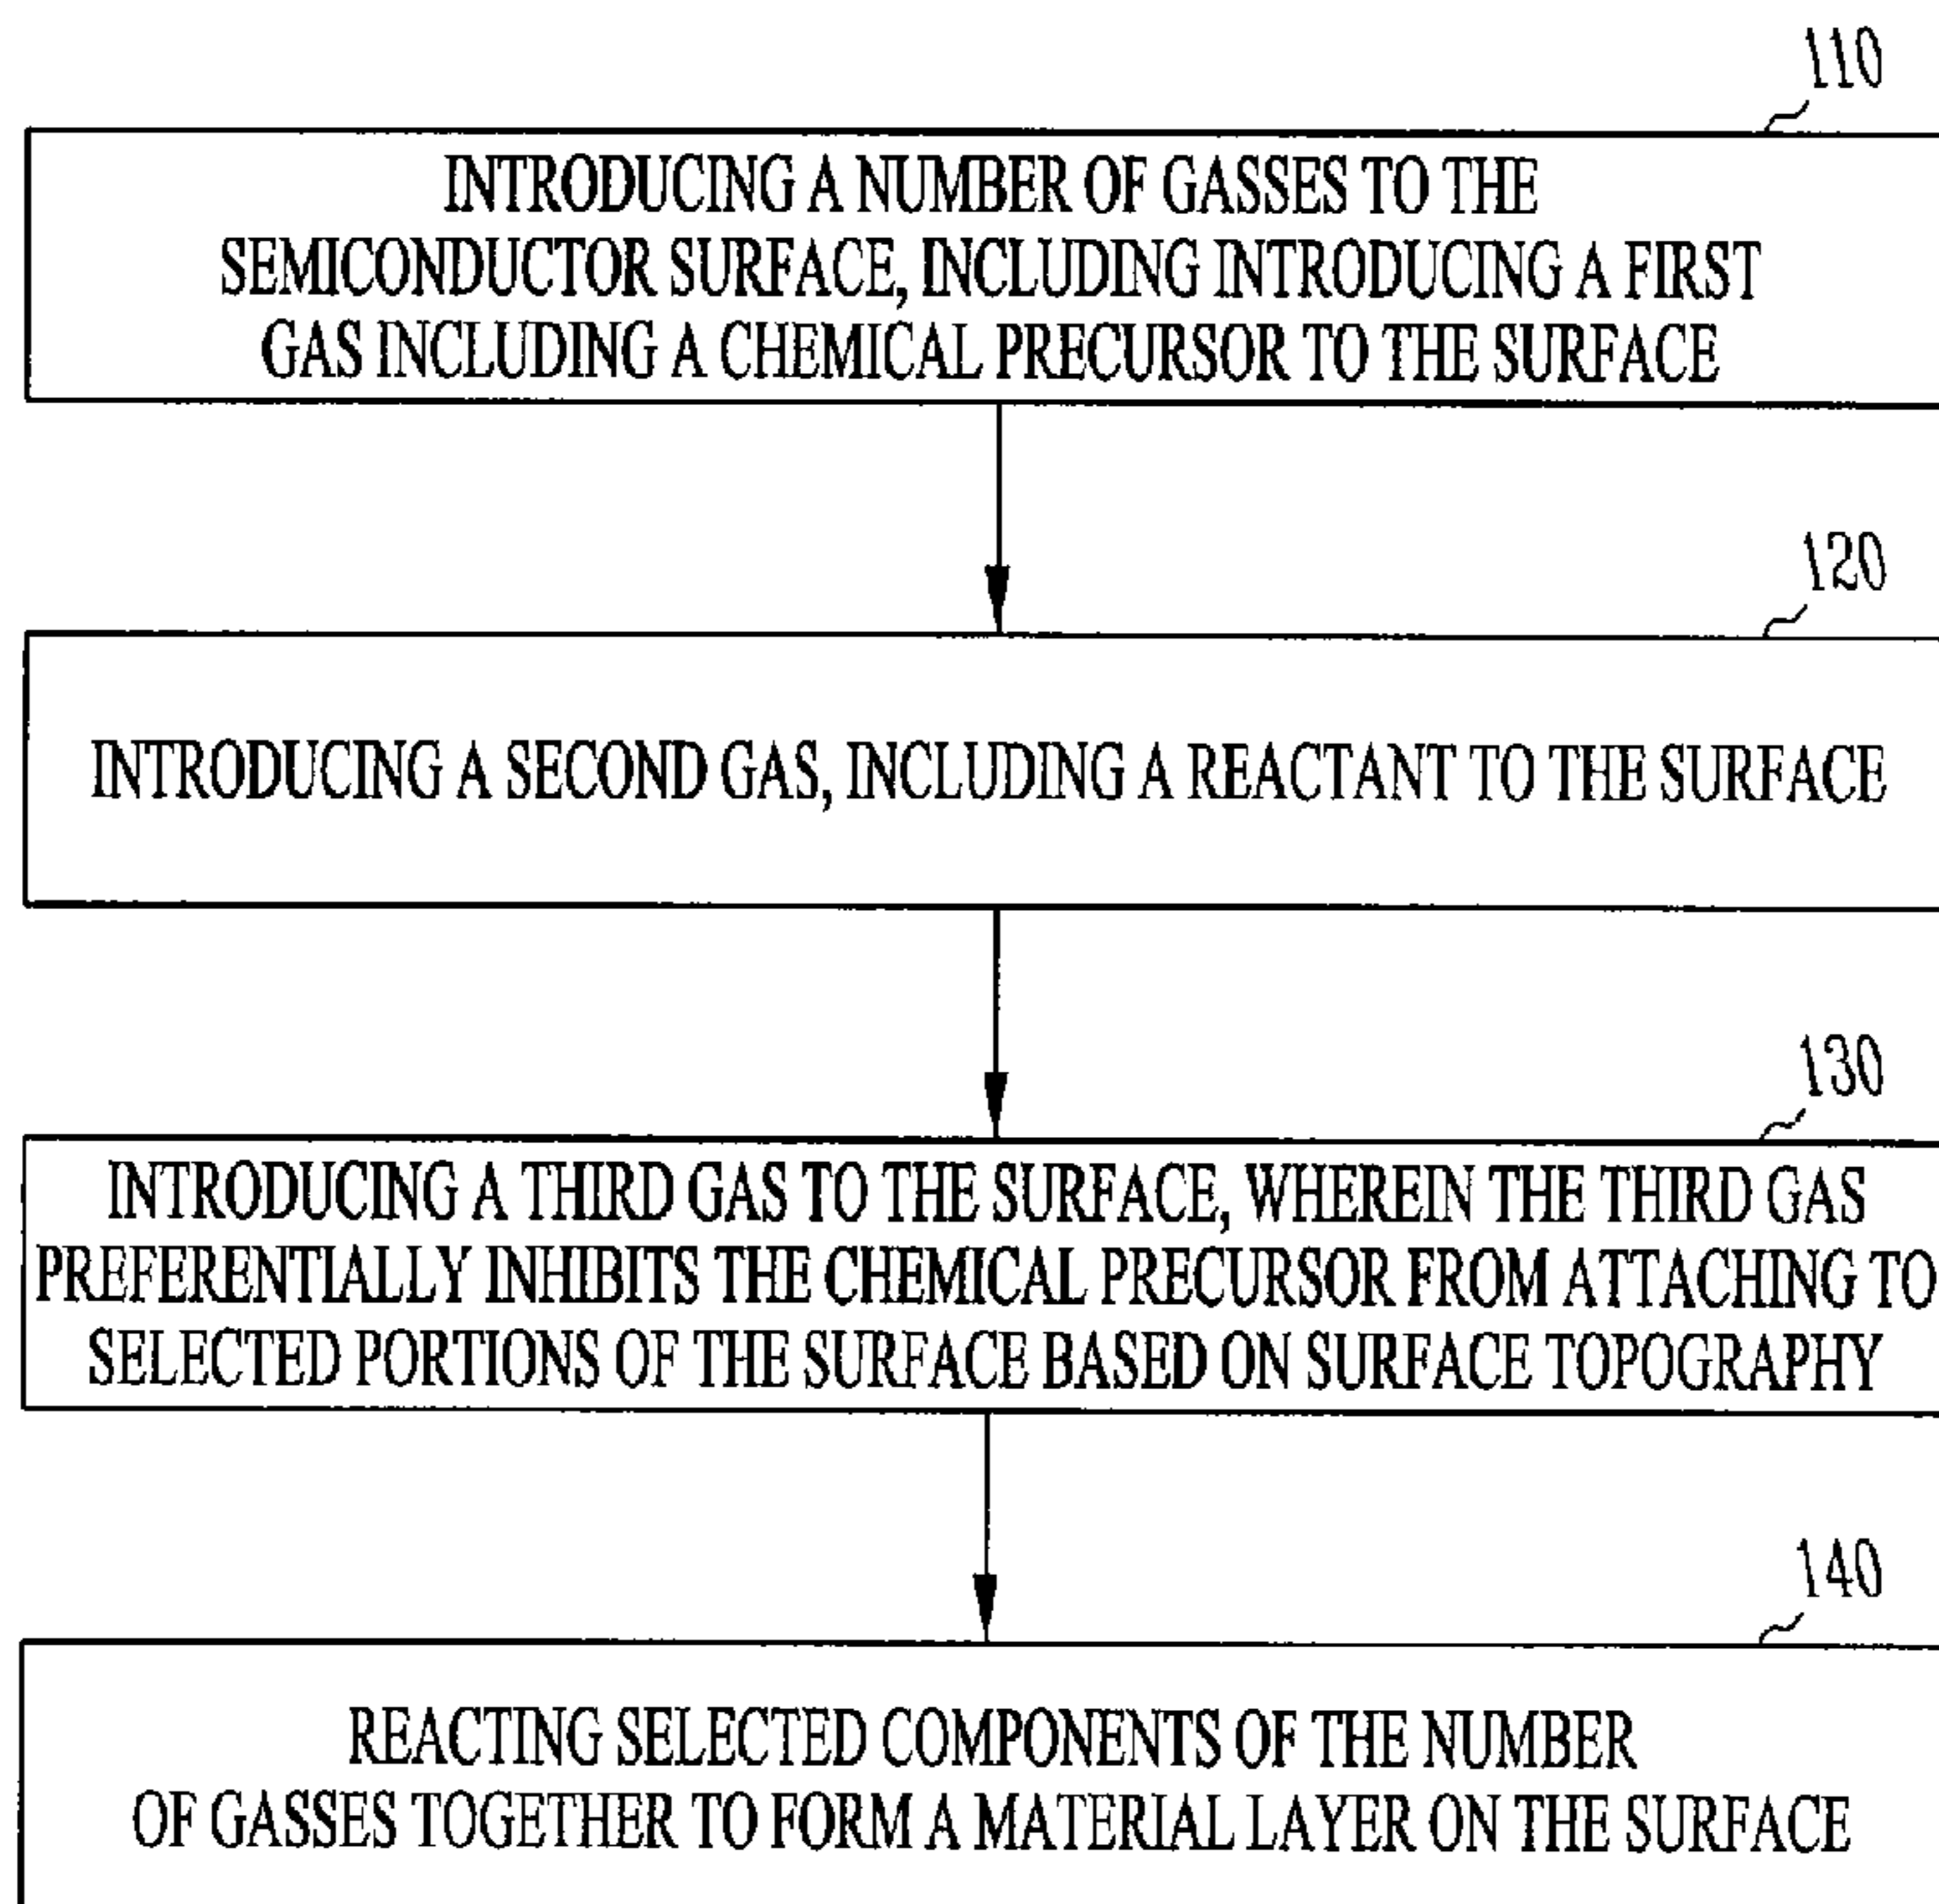 110
INTRODUCING A NUMBER OF GASSES TO THE
SEMICONDUCTOR SURFACE, INCLUDING INTRODUCING A FIRST
GAS INCLUDING A CHEMICAL PRECURSOR TO THE SURFACE
120
INTRODUCING A SECOND GAS, INCLUDING A REACTANT TO THE SURFACE
130
INTRODUCING A THIRD GAS TO THE SURFACE, WHEREIN THE THIRD GAS
PREFERENTIALLY INHIBITS THE CHEMICAL PRECURSOR FROM ATTACHING TO
SELECTED PORTIONS OF THE SURFACE BASED ON SURFACE TOPOGRAPHY
140
REACTING SELECTED COMPONENTS OF THE NUMBER
OF GASSES TOGETHER TO FORM A MATERIAL LAYER ON THE SURFACE